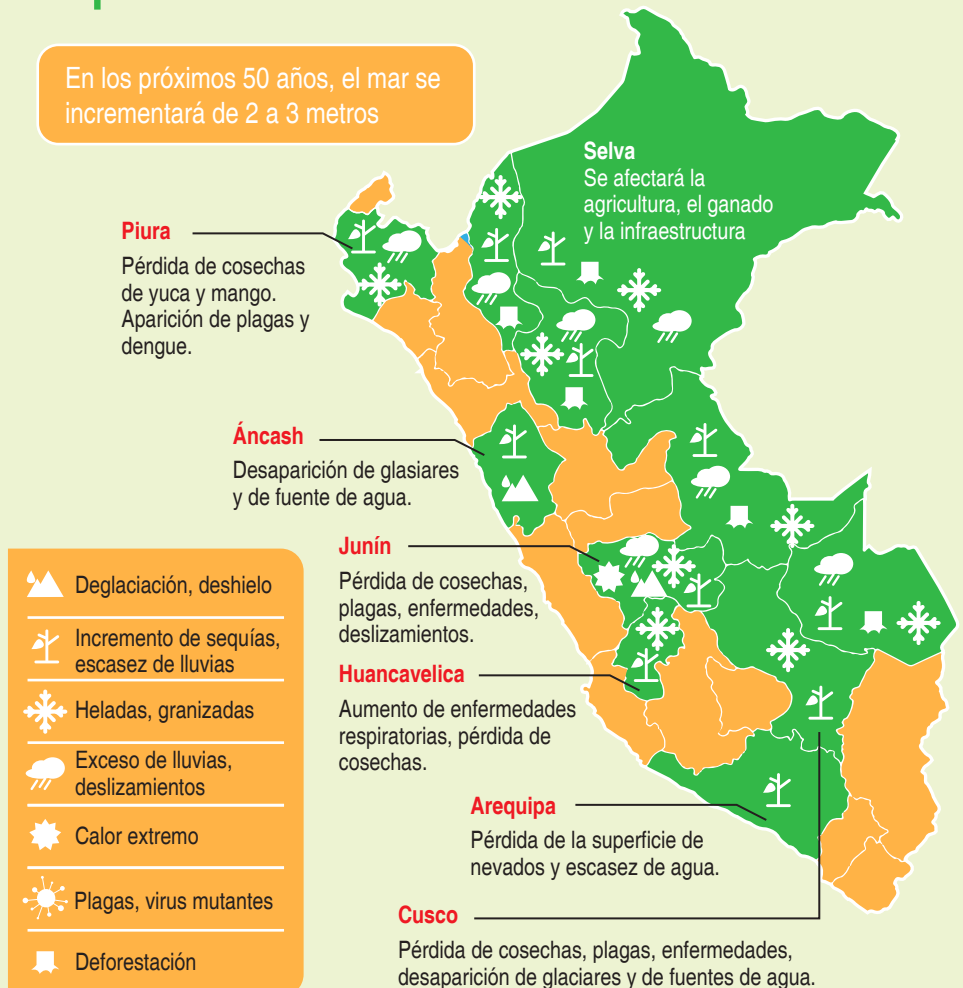 En los próximos 50 años, el mar se
incrementará de 2 a 3 metros
Selva
Se afectará la
agricultura, el ganado
y la infraestructura
Piura
Pérdida de cosechas
de yuca y mango.
Aparición de plagas y
dengue.
Áncash
Desaparición de glasiares
y de fuente de agua.
Junín
Pérdida de cosechas,
plagas, enfermedades,
deslizamientos.
Huancavelica
Aumento de enfermedades
respiratorias, pérdida de
cosechas.
Arequipa
Pérdida de la superficie de
nevados y escasez de agua.
Cusco
Pérdida de cosechas, plagas, enfermedades,
desaparición de glaciares y de fuentes de agua.
Deglaciación, deshielo
Incremento de sequías,
escasez de lluvias
Heladas, granizadas
Exceso de lluvias,
deslizamientos
Calor extremo
Plagas, virus mutantes
Deforestación